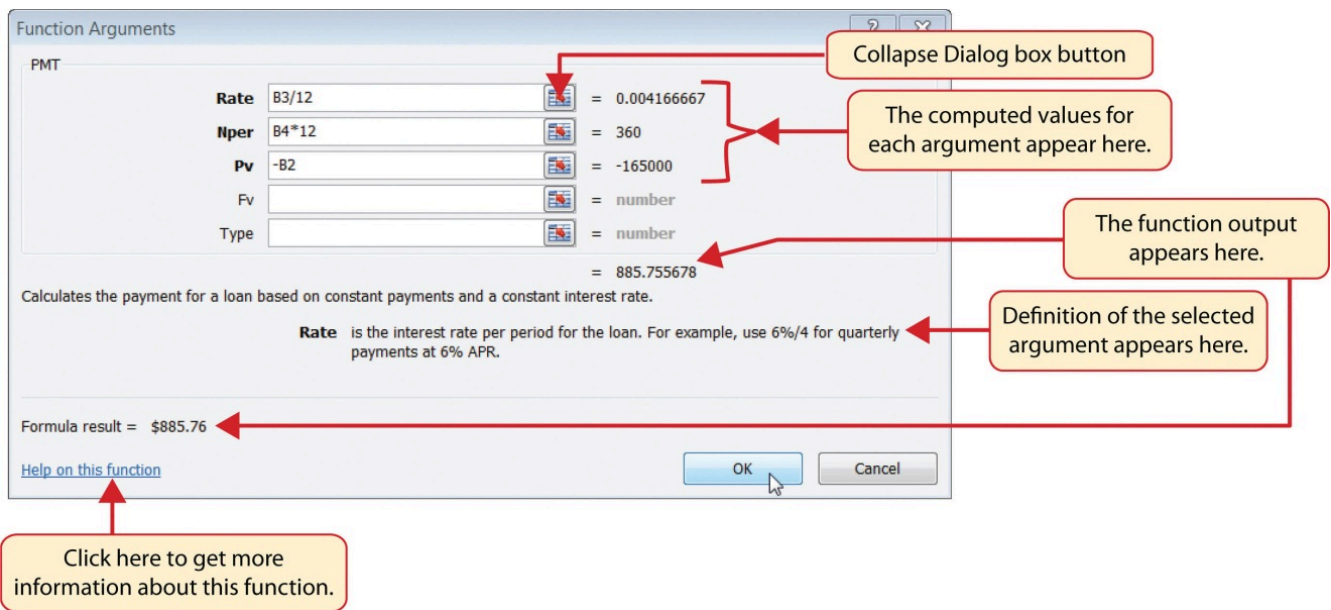 Function Arguments
Collapse Dialog box button
PMT
Rate B3/12 = 0.004166667
The computed values for
each argument appear here.
Nper B4*12 = 360
Pv -B2 = -165000
Fv = number
Type = number
The function output
appears here.
= 885.755678
Calculates the payment for a loan based on constant payments and a constant interest rate.
Rate is the interest rate per period for the loan. For example, use 6%/4 for quarterly
payments at 6% APR.
Definition of the selected
argument appears here.
Formula result = $885.76
Help on this function
OK Cancel
Click here to get more
information about this function.